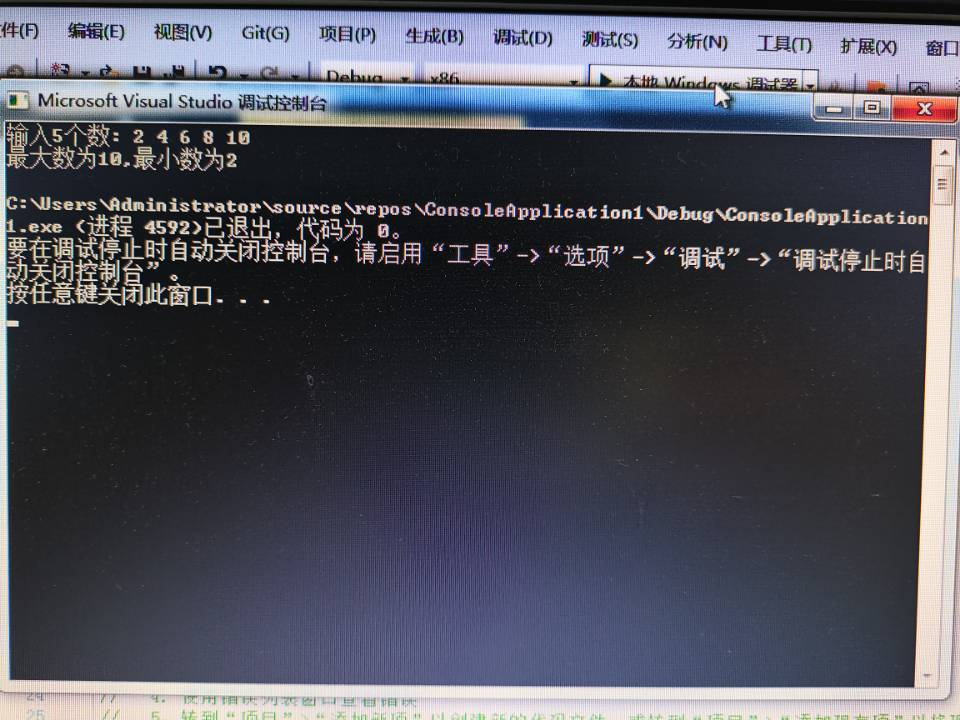 件(F) 编辑(E) 视图(V) Git(G) 项目(P) 生成(B) 调试(D) 测试(S) 分析(N) 工具(T) 扩展(X) 窗口
Debug x86 本地 Windows 调试器
Microsoft Visual Studio 调试控制台
输入5个数: 2 4 6 8 10
最大数为10,最小数为2
C:\Users\Administrator\source\repos\ConsoleApplication1\Debug\ConsoleApplication
1.exe (进程 4592)已退出，代码为 0。
要在调试停止时自动关闭控制台，请启用“工具”->“选项”->“调试”->“调试停止时自
动关闭控制台”。
按任意键关闭此窗口. . .
24 // 4. 使用错误列表窗口查看错误
25 // 5. 转到“项目”>“添加新项”以创建新的代码文件，或转到“项目”>“添加现有项”以将